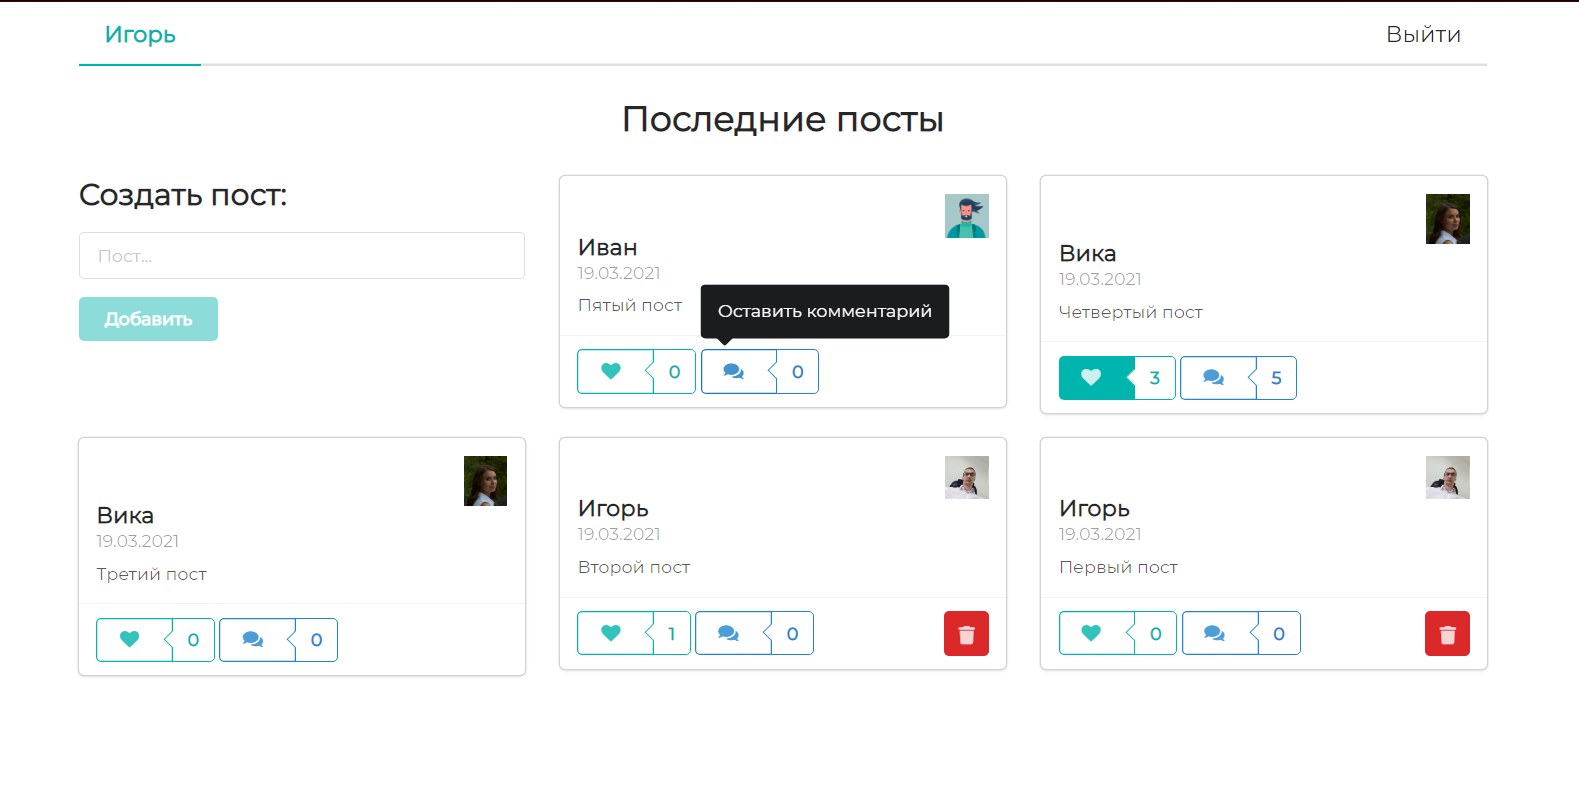 Игорь
Выйти
Последние посты
Создать пост:
Пост...
Добавить
Иван
19.03.2021
Пятый пост
Оставить комментарий
0
0
Вика
19.03.2021
Четвертый пост
3
5
Вика
19.03.2021
Третий пост
0
0
Игорь
19.03.2021
Второй пост
1
0
Игорь
19.03.2021
Первый пост
0
0